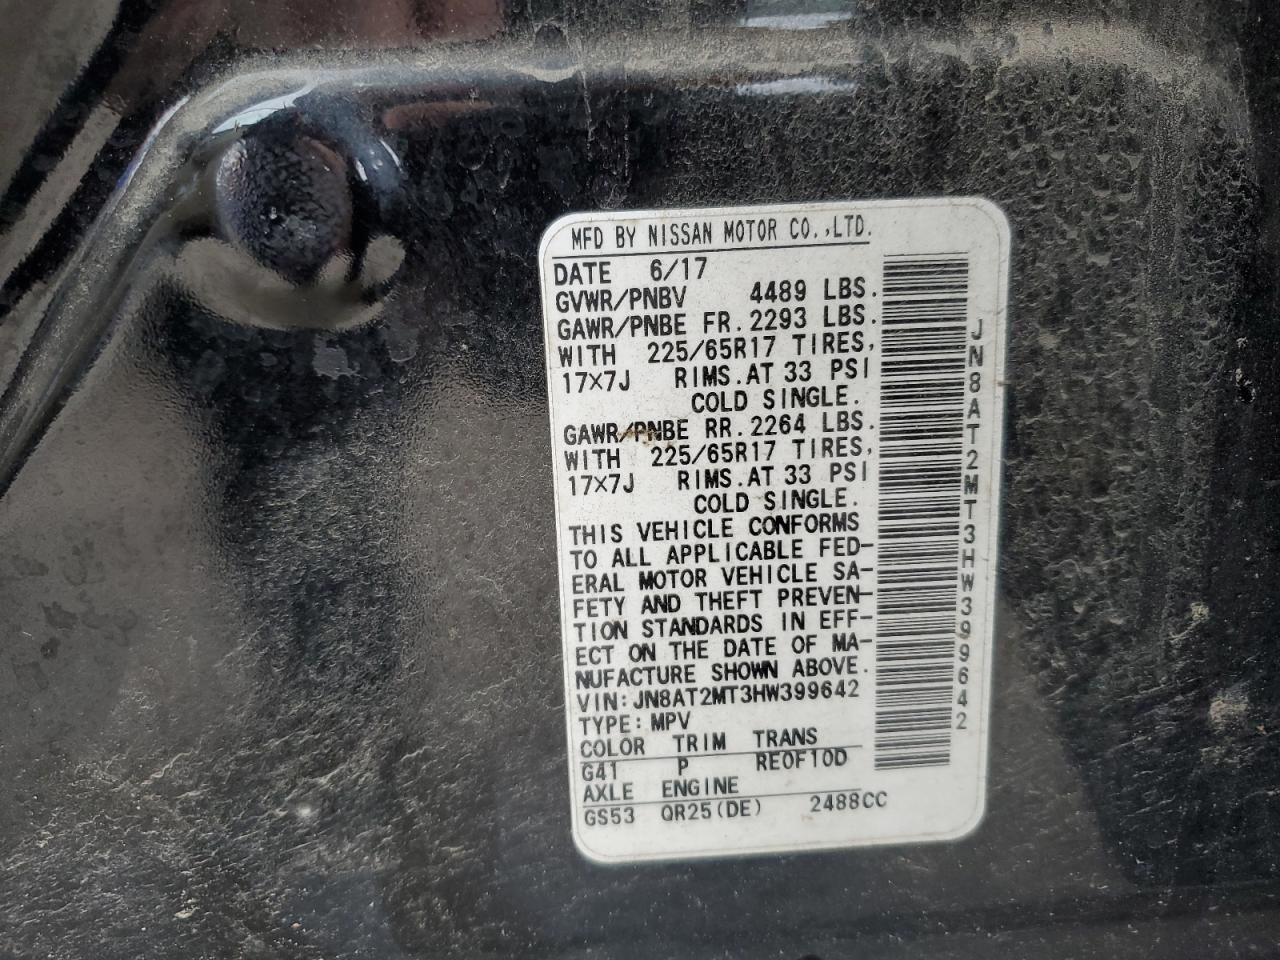 MFD BY NISSAN MOTOR CO.,LTD.
DATE 6/17
GVWR/PNBV 4489 LBS.
GAWR/PNBE FR. 2293 LBS.
WITH 225/65R17 TIRES,
17X7J RIMS. AT 33 PSI
COLD SINGLE.
GAWR/PNBE RR. 2264 LBS.
WITH 225/65R17 TIRES,
17X7J RIMS. AT 33 PSI
COLD SINGLE.
THIS VEHICLE CONFORMS
TO ALL APPLICABLE FED-
ERAL MOTOR VEHICLE SA-
FETY AND THEFT PREVEN-
TION STANDARDS IN EFF-
ECT ON THE DATE OF MA-
NUFACTURE SHOWN ABOVE.
VIN: JN8AT2MT3HW399642
TYPE: MPV
COLOR TRIM TRANS
G41 P RE0F10D
AXLE ENGINE
GS53 QR25(DE) 2488CC
JN8AT2MT3HW399642